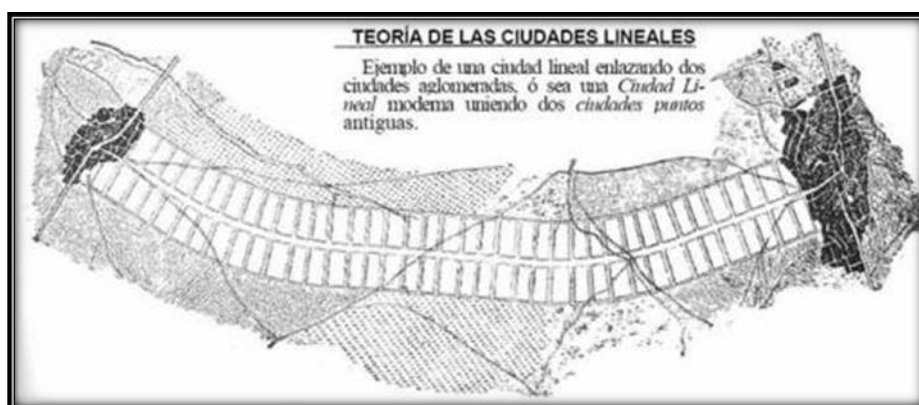 TEORÍA DE LAS CIUDADES LINEALES
Ejemplo de una ciudad lineal enlazando dos
ciudades aglomeradas, ó sea una Ciudad Li-
neal moderna uniendo dos ciudades puntos
antiguas.